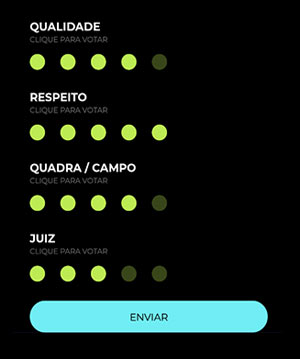 QUALIDADE
CLIQUE PARA VOTAR
RESPEITO
CLIQUE PARA VOTAR
QUADRA / CAMPO
CLIQUE PARA VOTAR
JUIZ
CLIQUE PARA VOTAR
ENVIAR